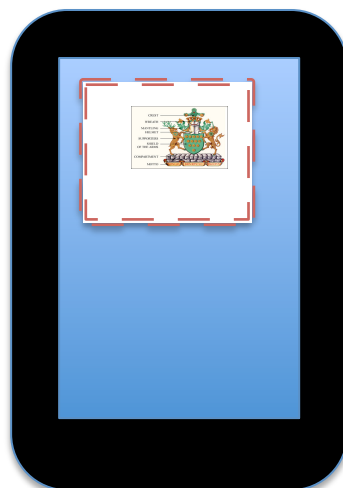 CREST
WREATH
MANTLING
HELMET
SUPPORTERS
SHIELD
OF THE ARMS
COMPARTMENT
MOTTO